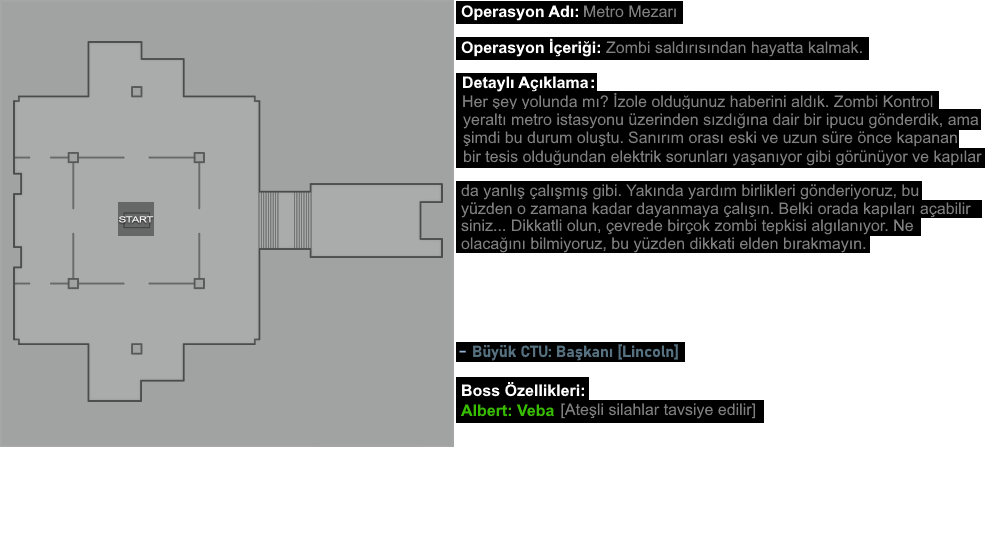 START
Operasyon Adı: Metro Mezarı
Operasyon İçeriği: Zombi saldırısından hayatta kalmak.
Detaylı Açıklama:
Her şey yolunda mı? İzole olduğunuz haberini aldık. Zombi Kontrol
yeraltı metro istasyonu üzerinden sızdığına dair bir ipucu gönderdik, ama
şimdi bu durum oluştu. Sanırım orası eski ve uzun süre önce kapanan
bir tesis olduğundan elektrik sorunları yaşanıyor gibi görünüyor ve kapılar
da yanlış çalışmış gibi. Yakında yardım birlikleri gönderiyoruz, bu
yüzden o zamana kadar dayanmaya çalışın. Belki orada kapıları açabilir
siniz... Dikkatli olun, çevrede birçok zombi tepkisi algılanıyor. Ne
olacağını bilmiyoruz, bu yüzden dikkati elden bırakmayın.
- Büyük CTU: Başkanı [Lincoln]
Boss Özellikleri:
Albert: Veba [Ateşli silahlar tavsiye edilir]